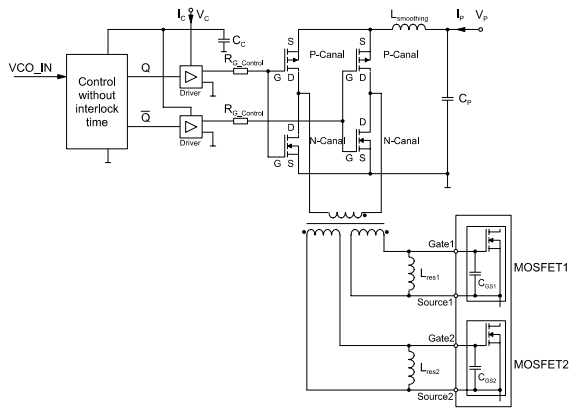 I_C V_C
L_smoothing
I_P V_P
C_C
S S
P-Canal P-Canal
VCO_IN
Control
without
interlock
time
Q
R_G_Control
G D G D
Driver
C_P
Q̅
R_G_Control
D D
N-Canal N-Canal
Driver
G S G S
Gate1
L_res1
C_GS1
MOSFET1
Source1
Gate2
L_res2
C_GS2
MOSFET2
Source2